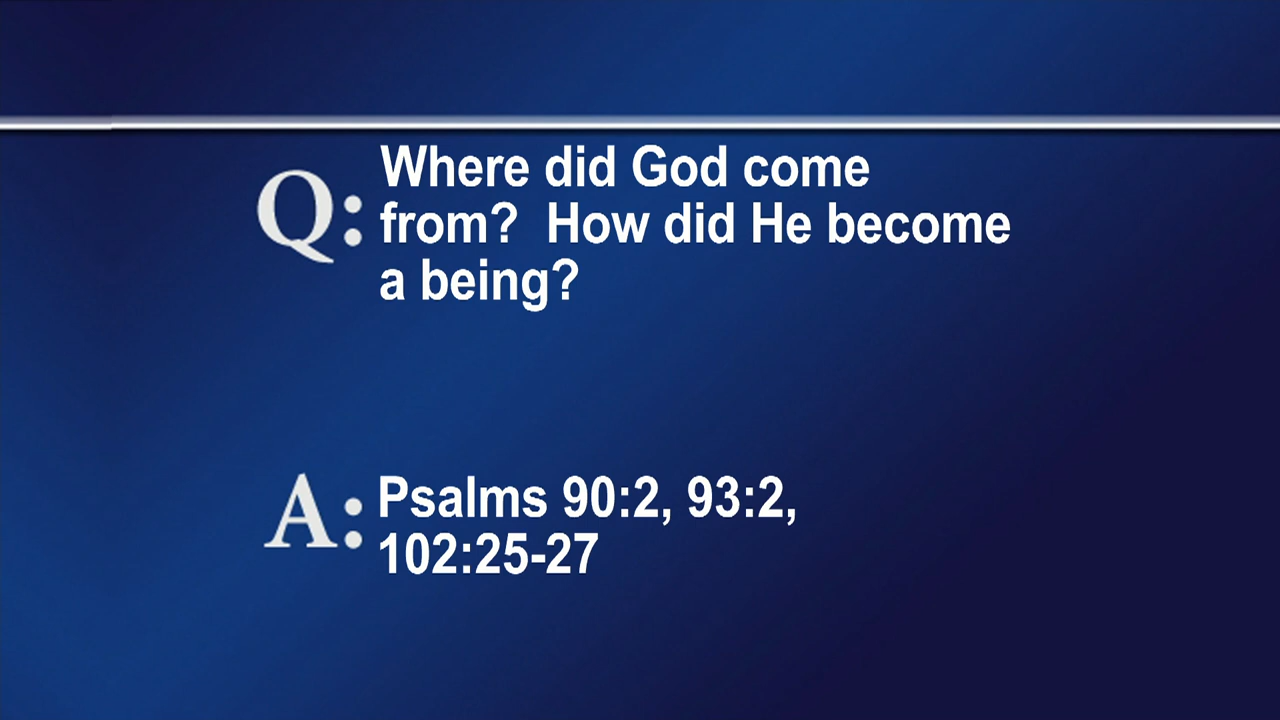 Q: Where did God come
from?  How did He become
a being?
A: Psalms 90:2, 93:2,
102:25-27